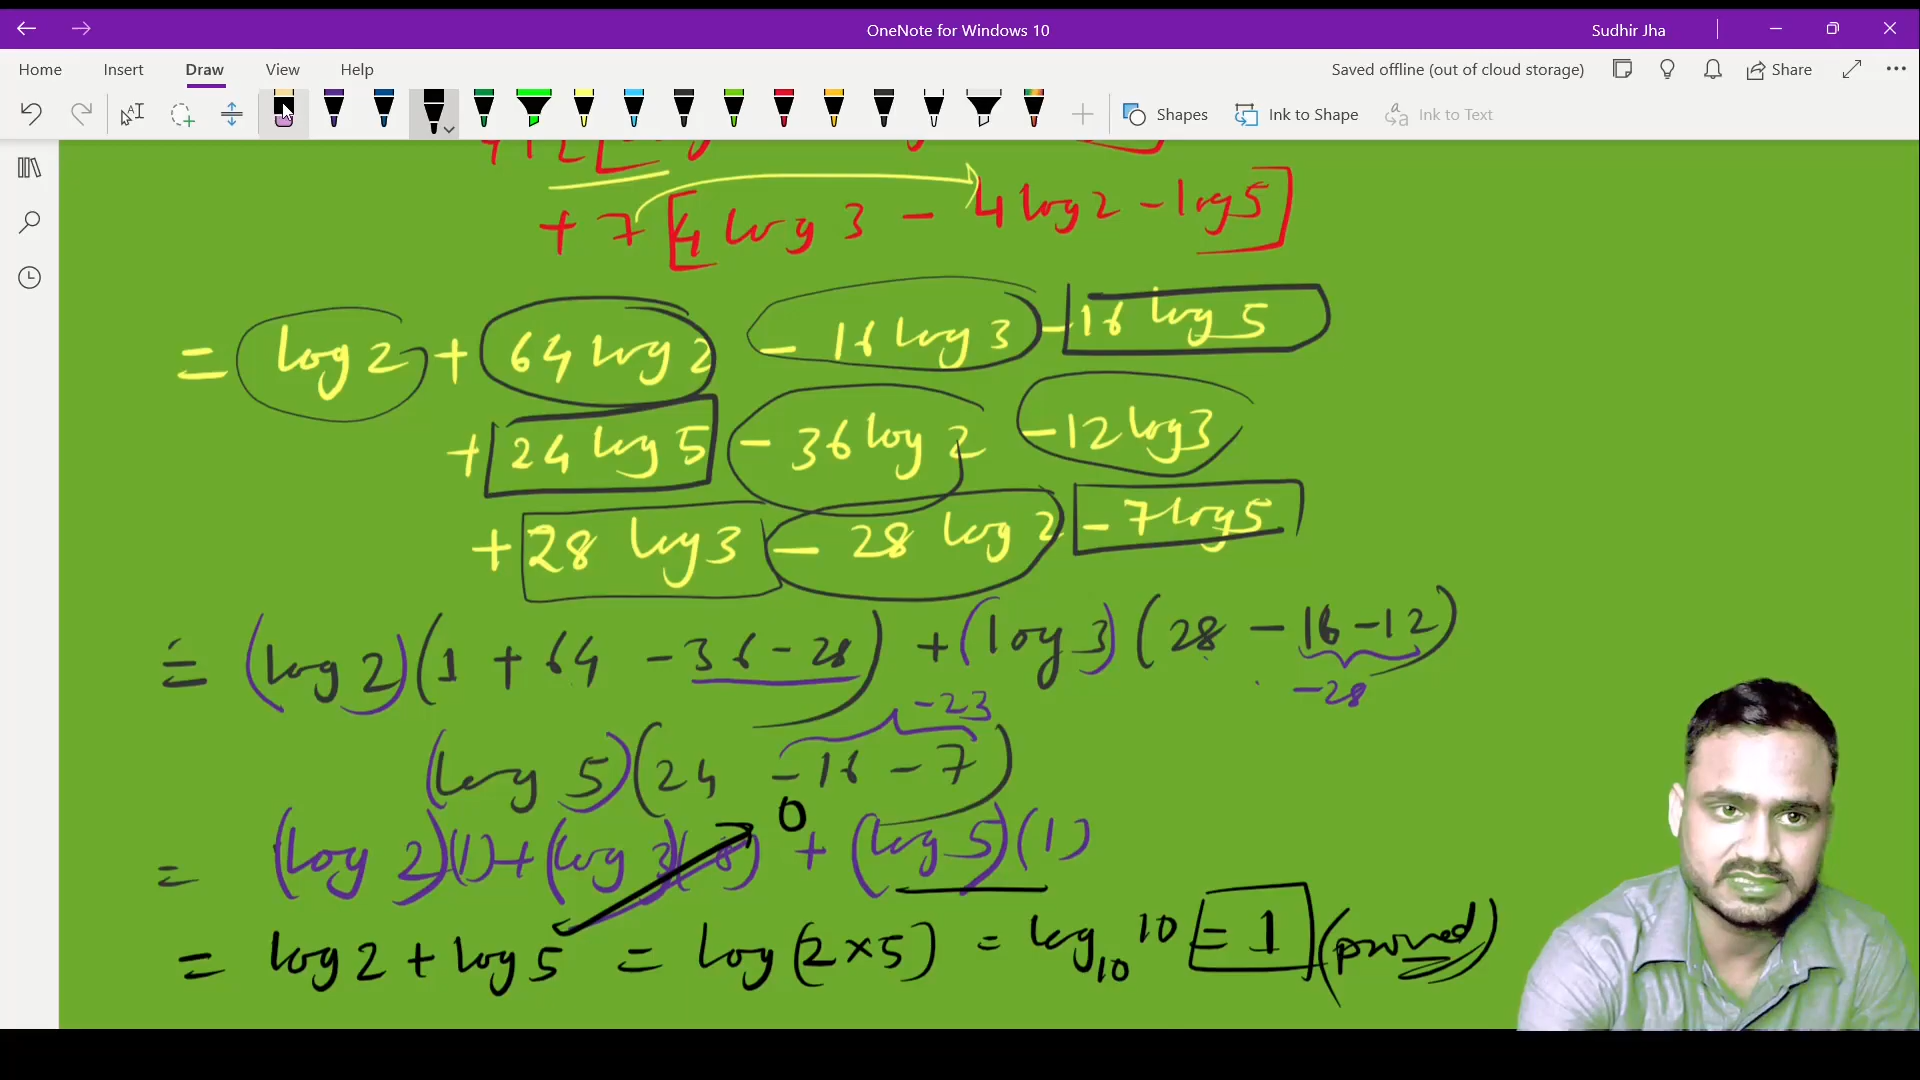 OneNote for Windows 10
Sudhir Jha
Home Insert Draw View Help
Saved offline (out of cloud storage)
Share
Shapes
Ink to Shape
Ink to Text
+ 7 [4 log 3 - 4 log 2 - log 5]
= log 2 + 64 log 2 - 16 log 3 - 16 log 5
+ 24 log 5 - 36 log 2 - 12 log 3
+ 28 log 3 - 28 log 2 - 7 log 5
= (log 2) (1 + 64 - 36 - 28) + (log 3) (28 - 16 - 12)
-28
-23
(log 5) (24 - 16 - 7)
0
= (log 2) (1) + (log 3) + (log 5) (1)
= log 2 + log 5 = log (2 × 5) = log₁₀ 10 = 1 (proved)